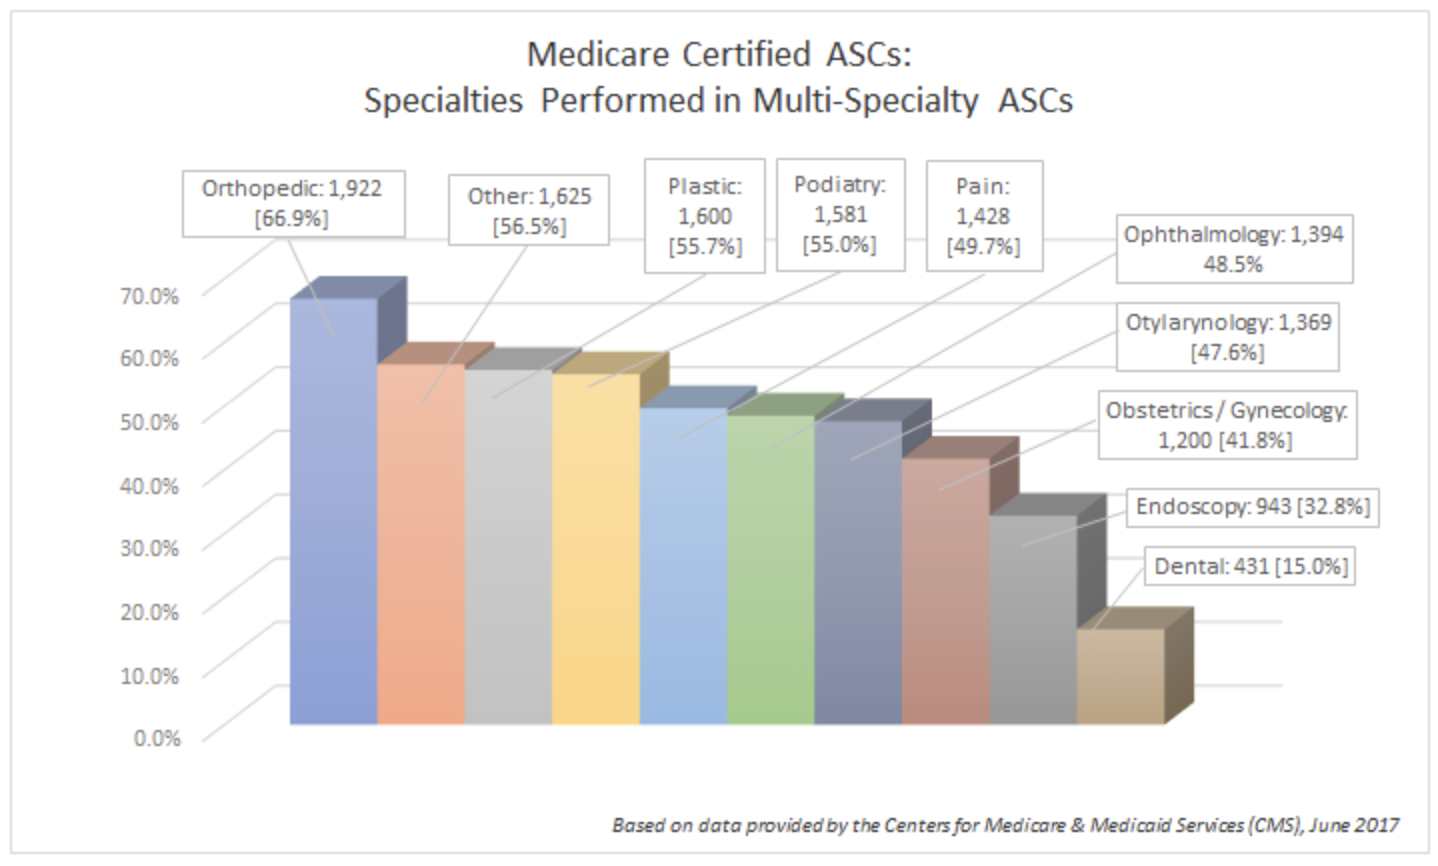 Medicare Certified ASCs:
Specialties Performed in Multi-Specialty ASCs
Orthopedic: 1,922
[66.9%]
Other: 1,625
[56.5%]
Plastic:
1,600
[55.7%]
Podiatry:
1,581
[55.0%]
Pain:
1,428
[49.7%]
Ophthalmology: 1,394
48.5%
Otylarynology: 1,369
[47.6%]
Obstetrics / Gynecology:
1,200 [41.8%]
Endoscopy: 943 [32.8%]
Dental: 431 [15.0%]
70.0%
60.0%
50.0%
40.0%
30.0%
20.0%
10.0%
0.0%
Based on data provided by the Centers for Medicare & Medicaid Services (CMS), June 2017